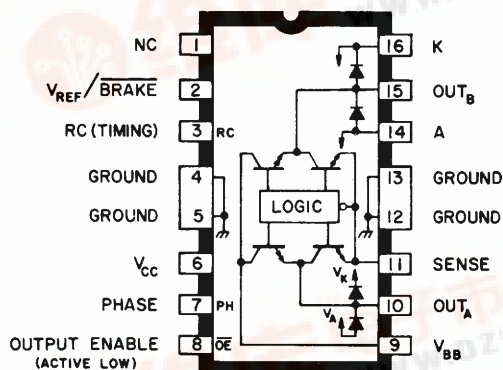 NC 1
V_REF/BRAKE 2
RC (TIMING) 3 RC
GROUND 4
GROUND 5
V_CC 6
PHASE 7 PH
OUTPUT ENABLE 8 OE
(ACTIVE LOW)
LOGIC
V_K
V_A
16 K
15 OUT_B
14 A
13 GROUND
12 GROUND
11 SENSE
10 OUT_A
9 V_BB